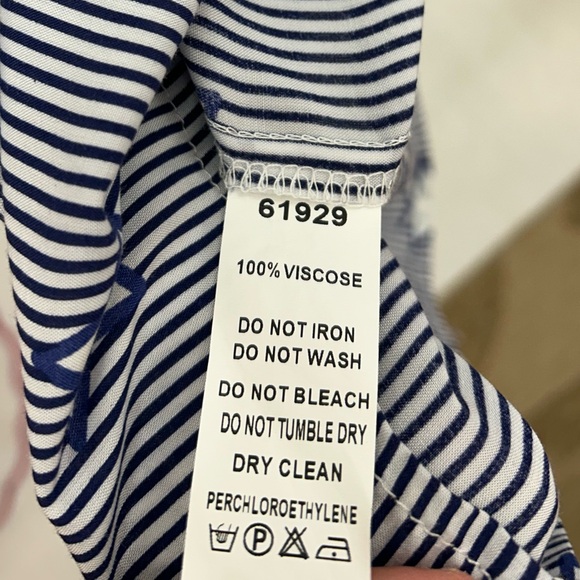 61929
100% VISCOSE
DO NOT IRON
DO NOT WASH
DO NOT BLEACH
DO NOT TUMBLE DRY
DRY CLEAN
PERCHLOROETHYLENE
P